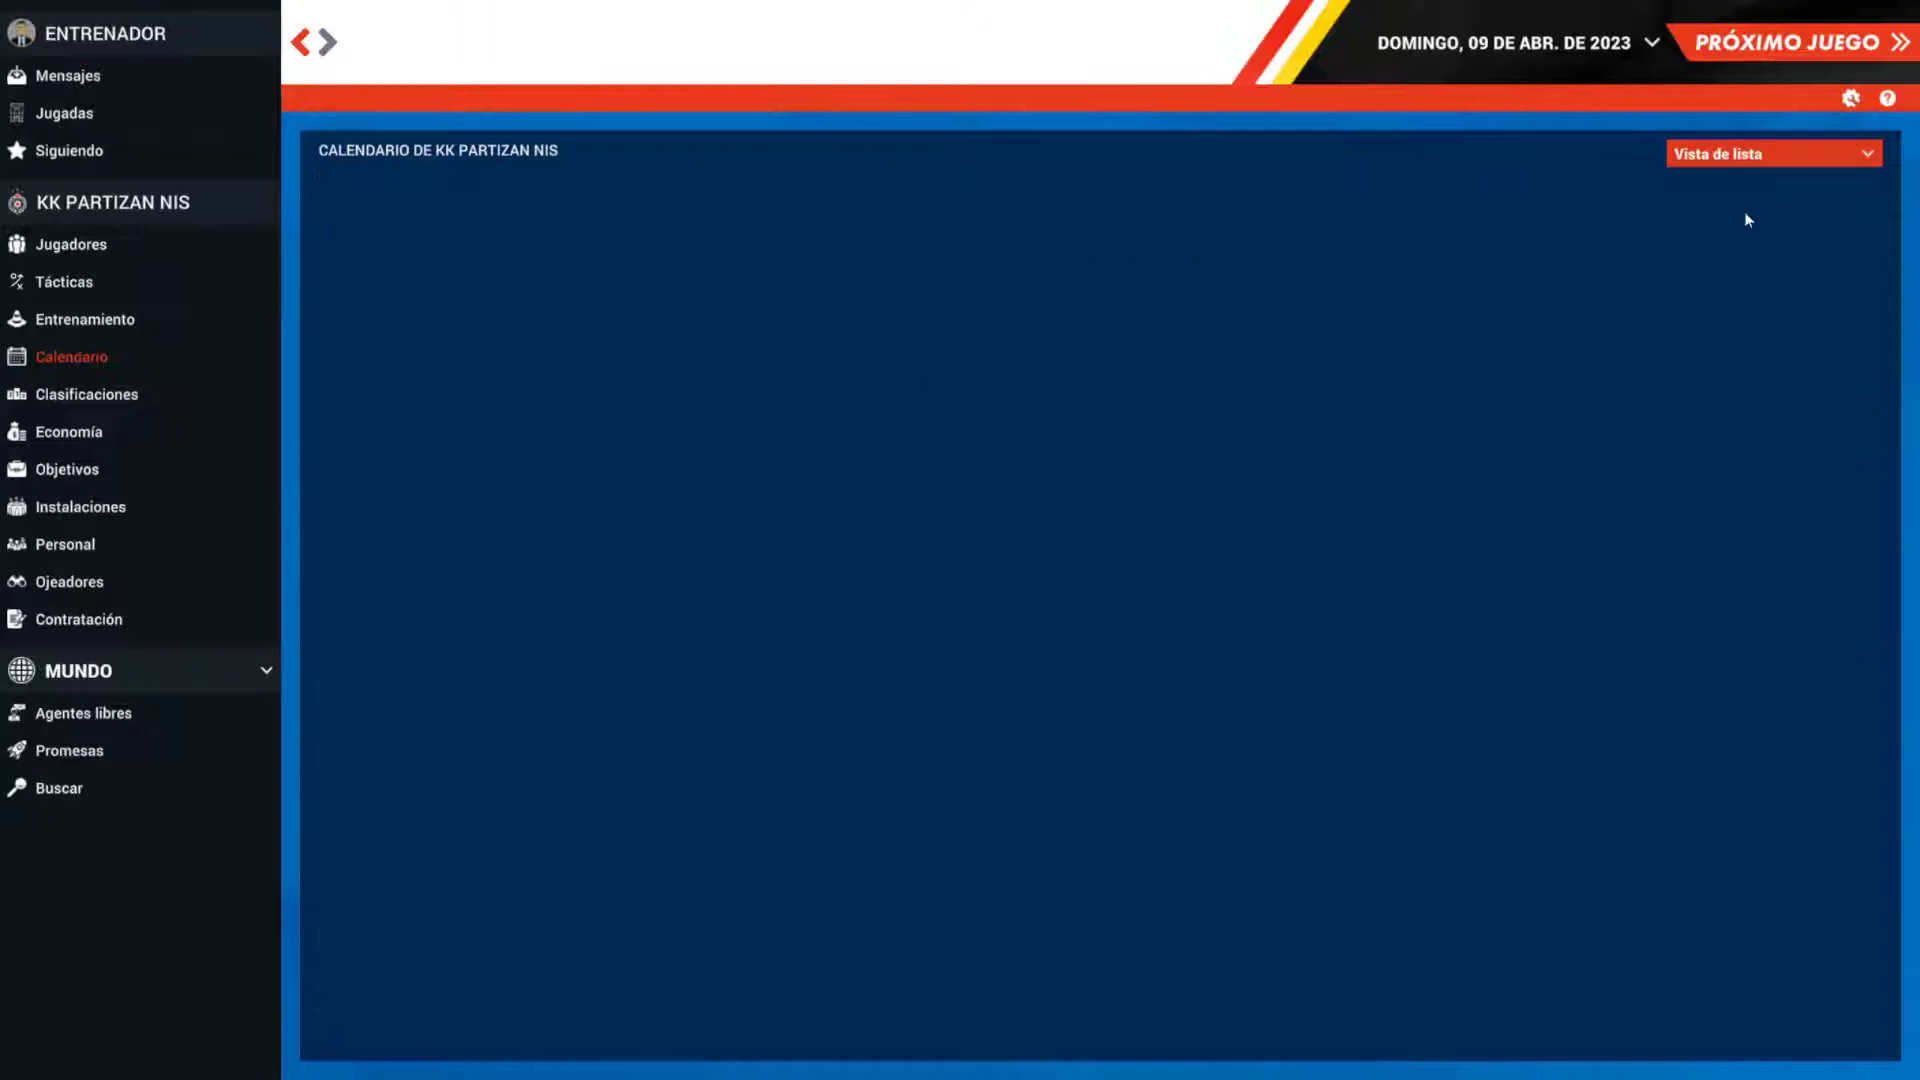 ENTRENADOR
Mensajes
Jugadas
Siguiendo
KK PARTIZAN NIS
Jugadores
Tácticas
Entrenamiento
Calendario
Clasificaciones
Economía
Objetivos
Instalaciones
Personal
Ojeadores
Contratación
MUNDO
Agentes libres
Promesas
Buscar
DOMINGO, 09 DE ABR. DE 2023
PRÓXIMO JUEGO
CALENDARIO DE KK PARTIZAN NIS
Vista de lista